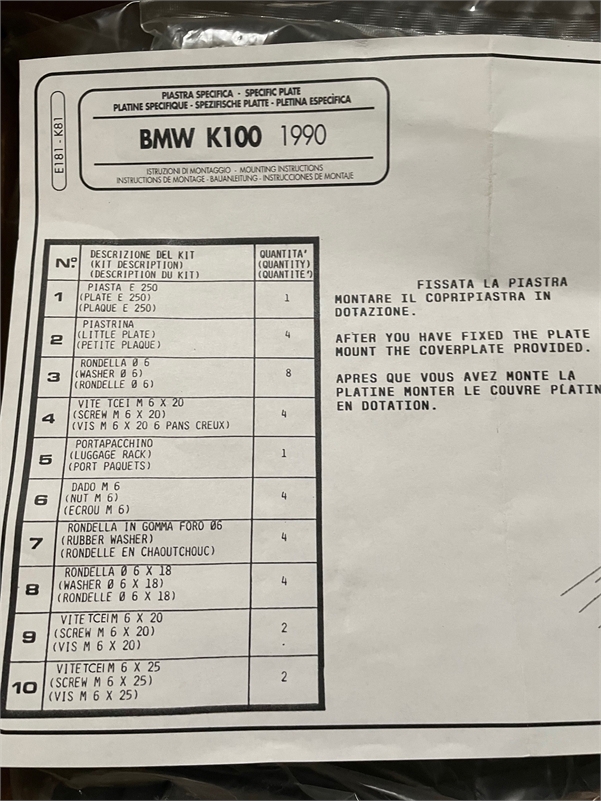 E181 - K81
PIASTRA SPECIFICA - SPECIFIC PLATE
PLATINE SPECIFIQUE - SPEZIFISCHE PLATTE - PLETINA ESPECÍFICA
BMW K100 1990
ISTRUZIONI DI MONTAGGIO - MOUNTING INSTRUCTIONS
INSTRUCTIONS DE MONTAGE - BAUANLEITUNG - INSTRUCCIONES DE MONTAJE
N.º
DESCRIZIONE DEL KIT
(KIT DESCRIPTION)
(DESCRIPTION DU KIT)
QUANTITA'
(QUANTITY)
(QUANTITE')
1
PIASTA E 250
(PLATE E 250)
(PLAQUE E 250)
1
2
PIASTRINA
(LITTLE PLATE)
(PETITE PLAQUE)
4
3
RONDELLA Ø 6
(WASHER Ø 6)
(RONDELLE Ø 6)
8
4
VITE TCEI M 6 X 20
(SCREW M 6 X 20)
(VIS M 6 X 20 6 PANS CREUX)
4
5
PORTAPACCHINO
(LUGGAGE RACK)
(PORT PAQUETS)
1
6
DADO M 6
(NUT M 6)
(ECROU M 6)
4
7
RONDELLA IN GOMMA FORO Ø6
(RUBBER WASHER)
(RONDELLE EN CHAOUTCHOUC)
4
8
RONDELLA Ø 6 X 18
(WASHER Ø 6 X 18)
(RONDELLE Ø 6 X 18)
4
9
VITE TCEI M 6 X 20
(SCREW M 6 X 20)
(VIS M 6 X 20)
2
10
VITE TCEI M 6 X 25
(SCREW M 6 X 25)
(VIS M 6 X 25)
2
FISSATA LA PIASTRA
MONTARE IL COPRIPIASTRA IN
DOTAZIONE.
AFTER YOU HAVE FIXED THE PLATE
MOUNT THE COVERPLATE PROVIDED.
APRES QUE VOUS AVEZ MONTE LA
PLATINE MONTER LE COUVRE PLATIN
EN DOTATION.